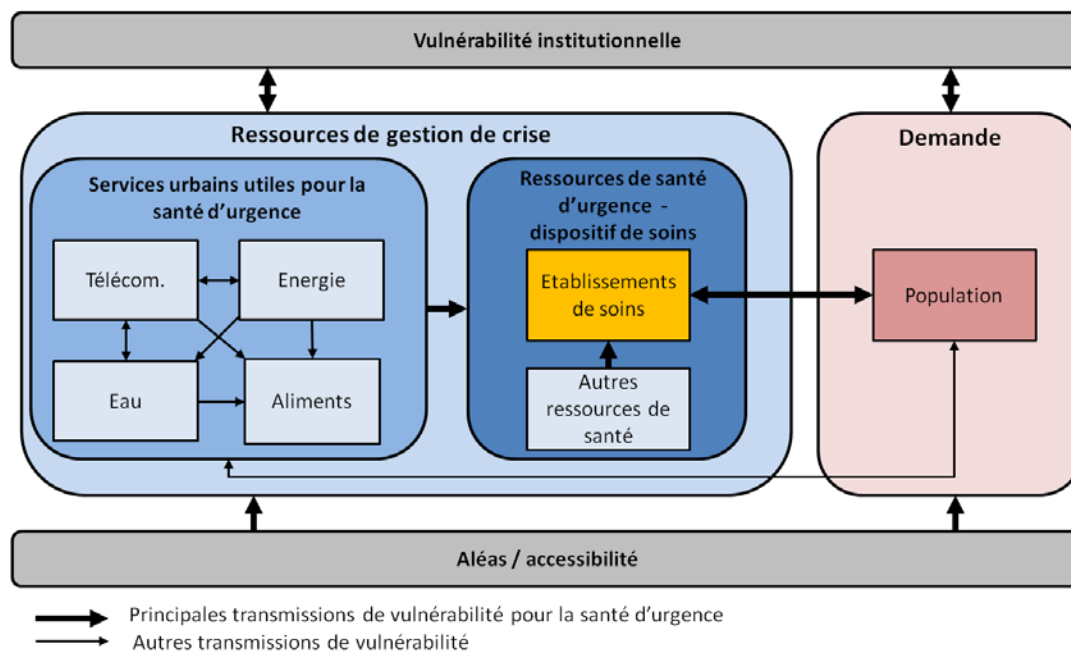 Vulnérabilité institutionnelle
Ressources de gestion de crise
Demande
Services urbains utiles pour la
santé d'urgence
Ressources de santé
d'urgence -
dispositif de soins
Télécom.
Energie
Eau
Aliments
Etablissements
de soins
Autres
ressources de
santé
Population
Aléas / accessibilité
Principales transmissions de vulnérabilité pour la santé d'urgence
Autres transmissions de vulnérabilité